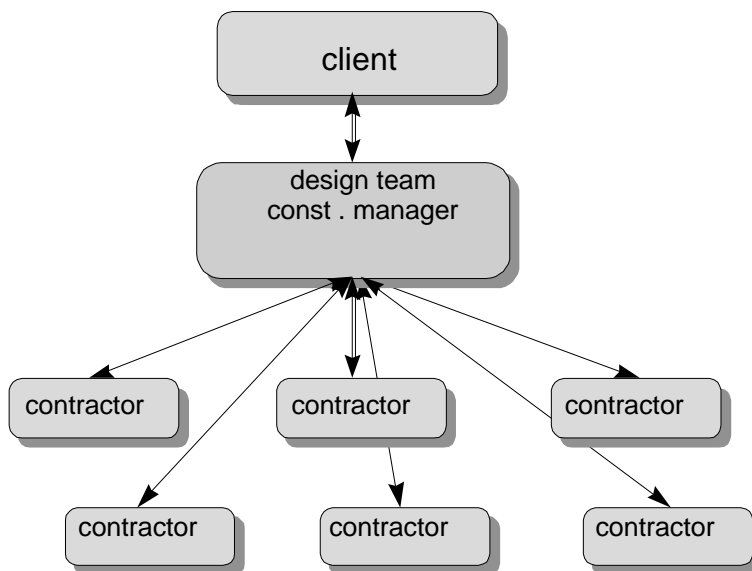 client
design team
const . manager
contractor
contractor
contractor
contractor
contractor
contractor